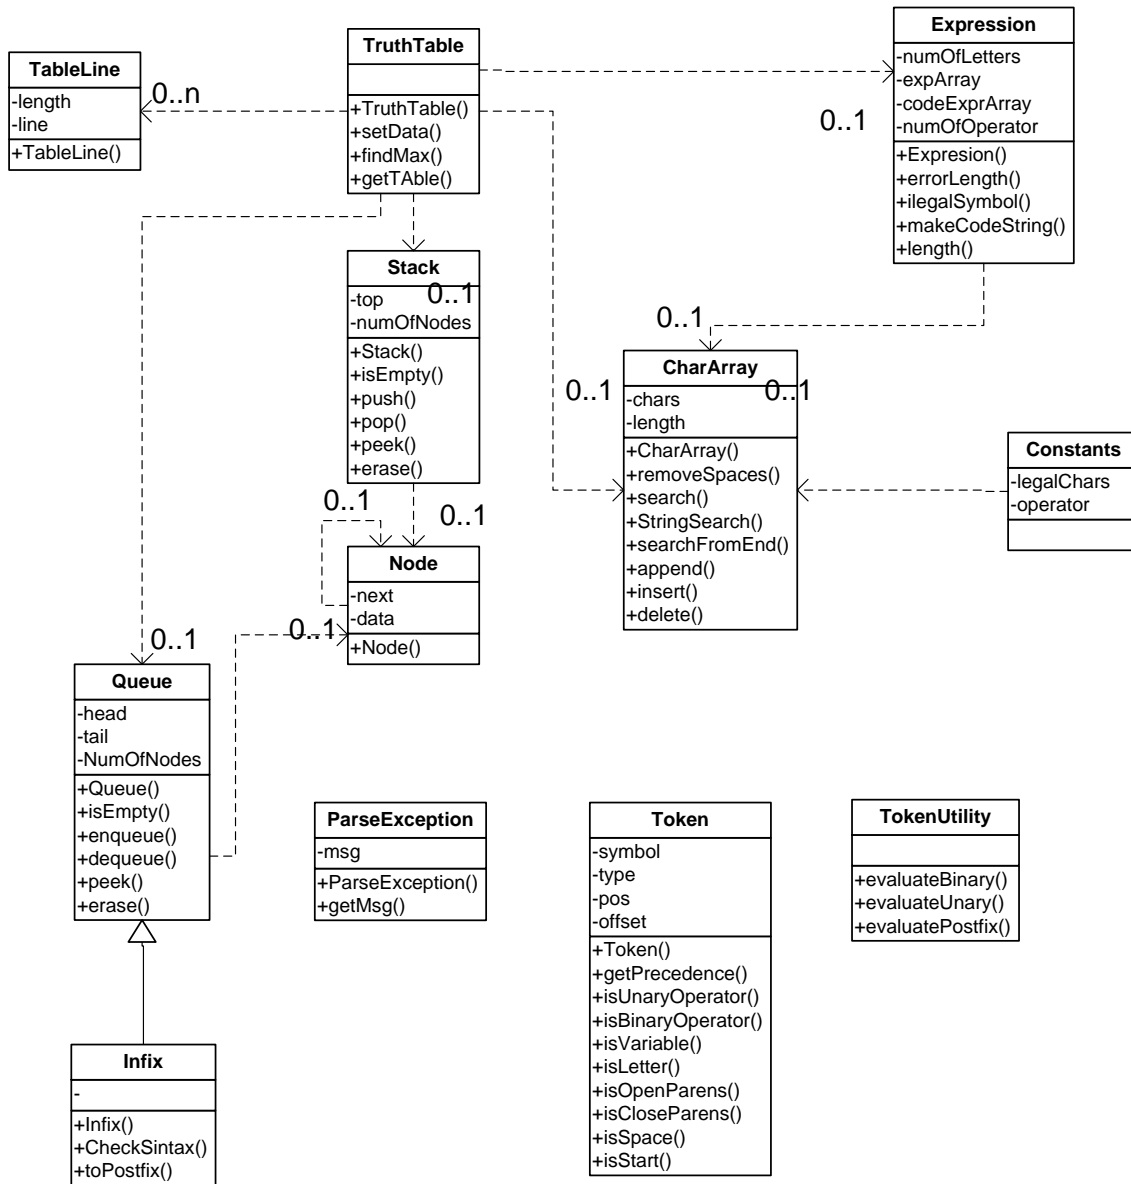 TableLine
-length
-line
+TableLine()
0..n
TruthTable
+TruthTable()
+setData()
+findMax()
+getTAble()
Expression
-numOfLetters
-expArray
-codeExprArray
-numOfOperator
+Expresion()
+errorLength()
+ilegalSymbol()
+makeCodeString()
+length()
0..1
Stack
-top
-numOfNodes
0..1
+Stack()
+isEmpty()
+push()
+pop()
+peek()
+erase()
0..1
CharArray
0..1
0..1
-chars
-length
+CharArray()
+removeSpaces()
+search()
+StringSearch()
+searchFromEnd()
+append()
+insert()
+delete()
Constants
-legalChars
-operator
0..1
0..1
Node
-next
-data
+Node()
0..1
0..1
Queue
-head
-tail
-NumOfNodes
+Queue()
+isEmpty()
+enqueue()
+dequeue()
+peek()
+erase()
ParseException
-msg
+ParseException()
+getMsg()
Token
-symbol
-type
-pos
-offset
+Token()
+getPrecedence()
+isUnaryOperator()
+isBinaryOperator()
+isVariable()
+isLetter()
+isOpenParens()
+isCloseParens()
+isSpace()
+isStart()
TokenUtility
+evaluateBinary()
+evaluateUnary()
+evaluatePostfix()
Infix
-
+Infix()
+CheckSintax()
+toPostfix()